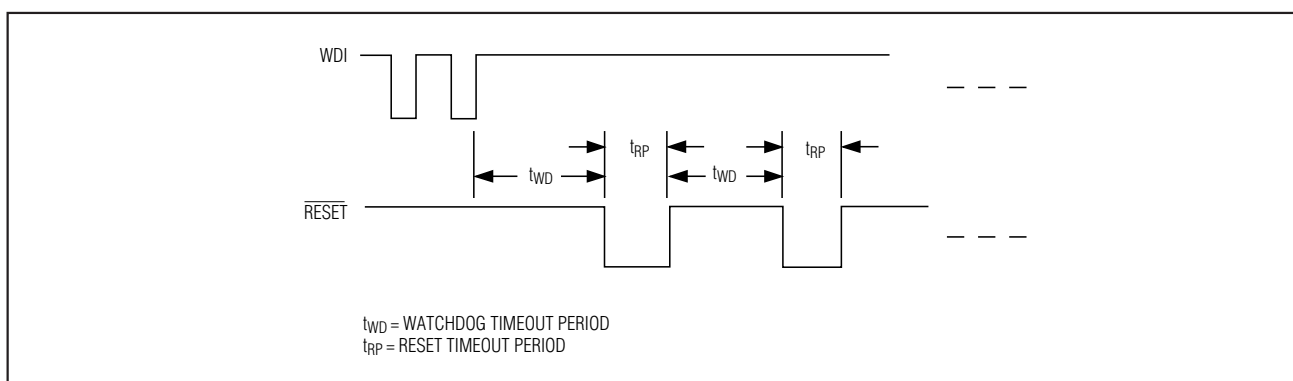 WDI
tRP
tRP
tWD
tWD
RESET
tWD = WATCHDOG TIMEOUT PERIOD
tRP = RESET TIMEOUT PERIOD